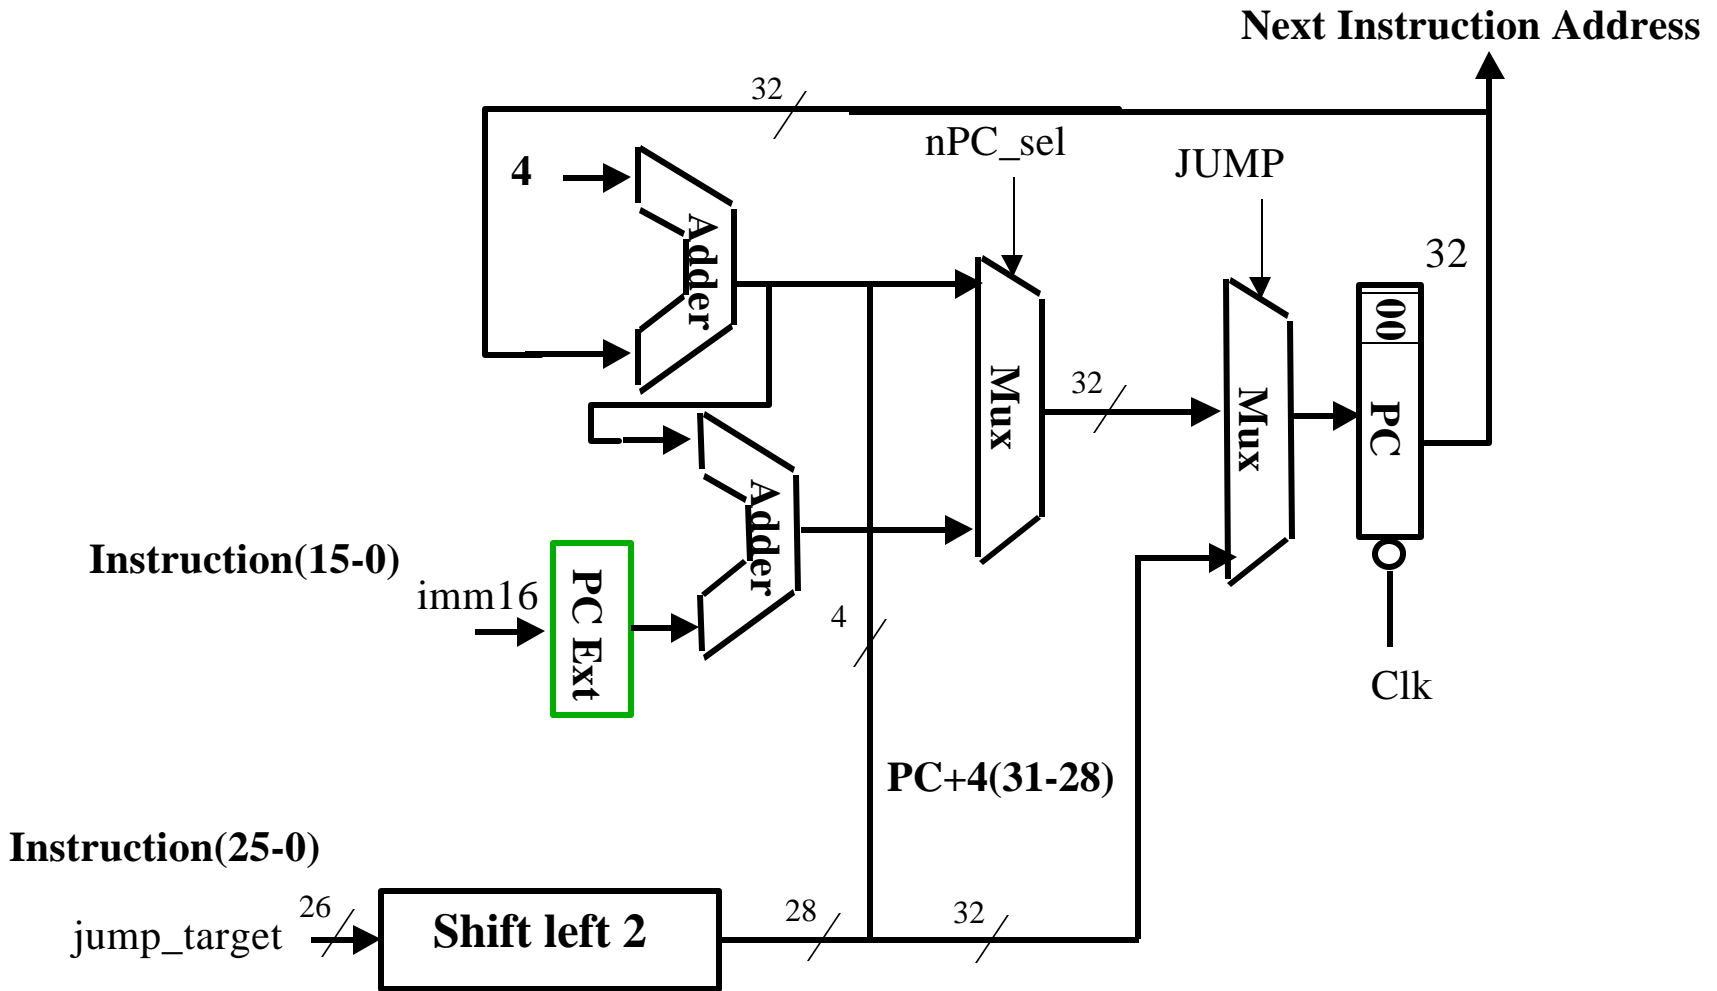 Next Instruction Address
32
nPC_sel
JUMP
4
Adder
32
00
PC
Mux
32
Mux
Adder
Instruction(15-0)
imm16
PC Ext
4
Clk
PC+4(31-28)
Instruction(25-0)
jump_target
26
Shift left 2
28
32